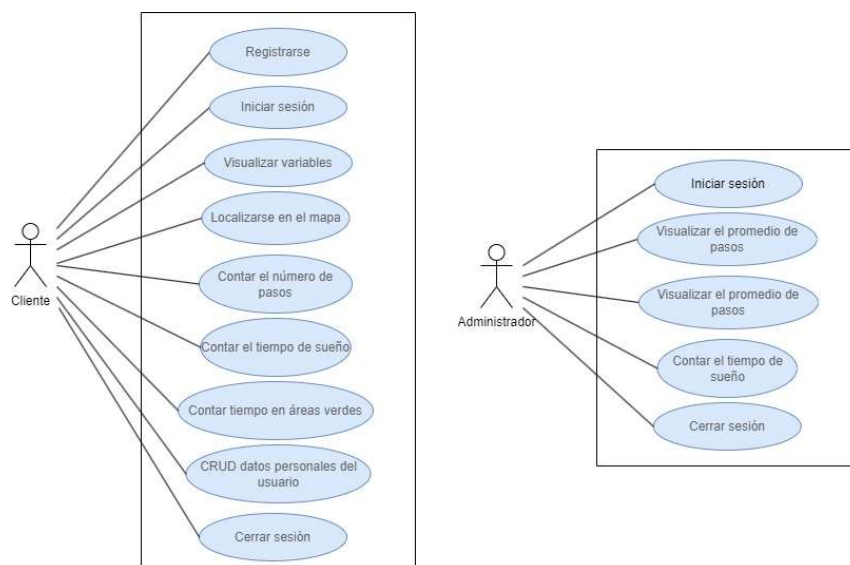 Registrarse
Iniciar sesión
Visualizar variables
Localizarse en el mapa
Contar el número de
pasos
Contar el tiempo de sueño
Contar tiempo en áreas verdes
CRUD datos personales del
usuario
Cerrar sesión
Cliente
Iniciar sesión
Visualizar el promedio de
pasos
Visualizar el promedio de
pasos
Contar el tiempo de
sueño
Cerrar sesión
Administrador